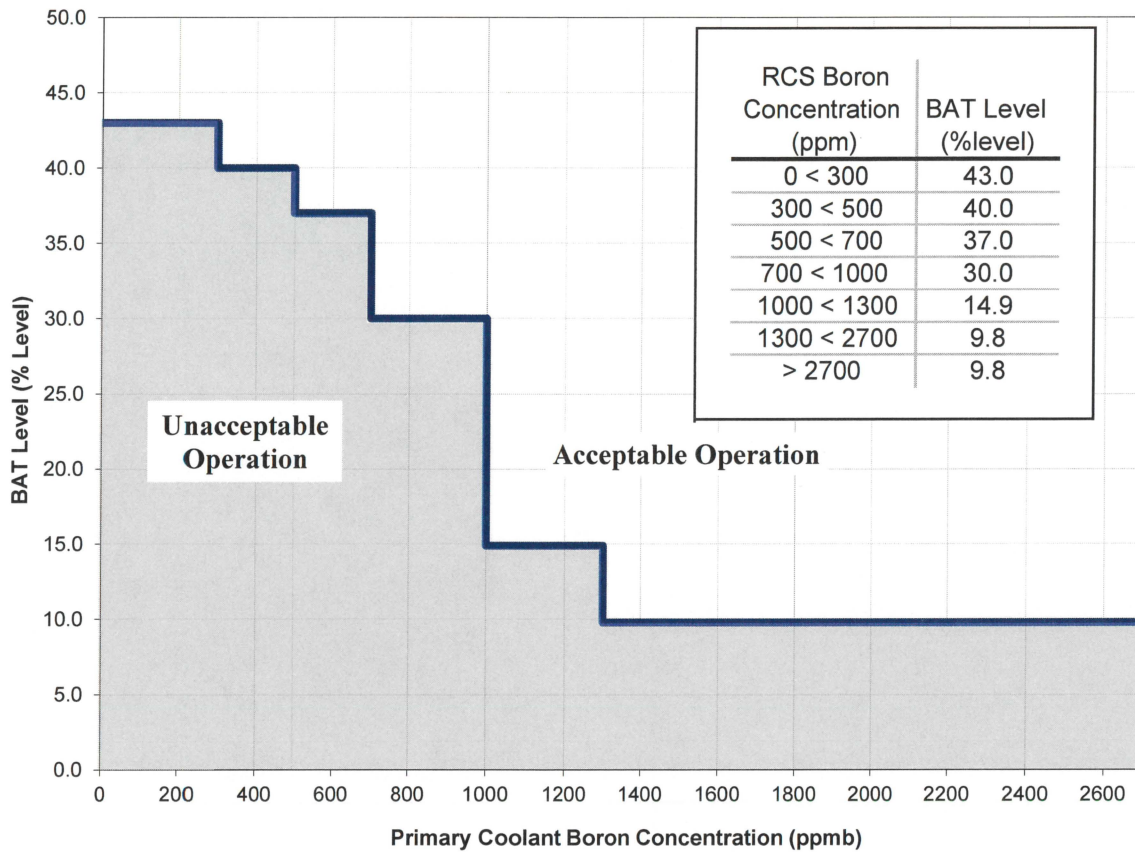 50.0
45.0
40.0
35.0
30.0
25.0
20.0
15.0
10.0
5.0
0.0
BAT Level (% Level)
RCS Boron
Concentration BAT Level
(ppm) (%level)
0 < 300 43.0
300 < 500 40.0
500 < 700 37.0
700 < 1000 30.0
1000 < 1300 14.9
1300 < 2700 9.8
> 2700 9.8
Unacceptable
Operation
Acceptable Operation
0 200 400 600 800 1000 1200 1400 1600 1800 2000 2200 2400 2600
Primary Coolant Boron Concentration (ppmb)